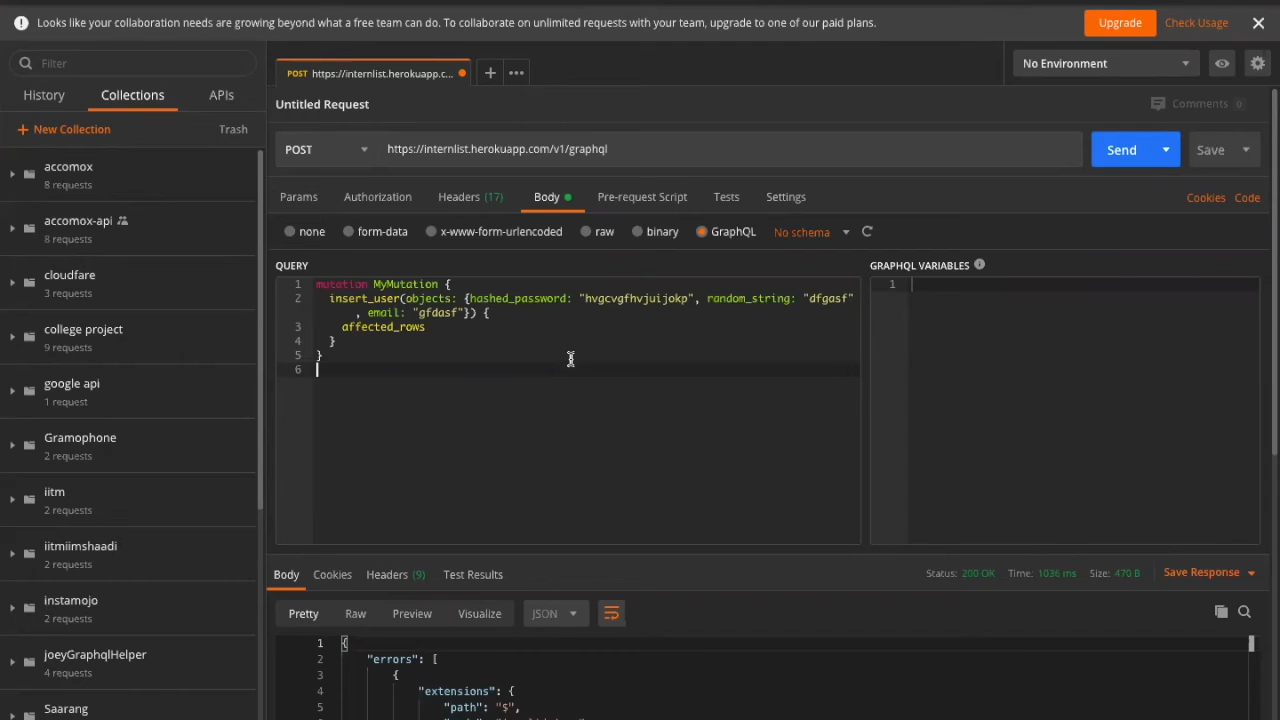 Looks like your collaboration needs are growing beyond what a free team can do. To collaborate on unlimited requests with your team, upgrade to one of our paid plans.
Upgrade
Check Usage
Filter
POST https://internlist.herokuapp.c...
No Environment
History
Collections
APIs
Untitled Request
Comments 0
+ New Collection
Trash
POST
https://internlist.herokuapp.com/v1/graphql
Send
Save
accomox
8 requests
Params
Authorization
Headers (17)
Body
Pre-request Script
Tests
Settings
Cookies
Code
accomox-api
8 requests
none
form-data
x-www-form-urlencoded
raw
binary
GraphQL
No schema
QUERY
GRAPHQL VARIABLES
cloudfare
3 requests
1 mutation MyMutation {
2 insert_user(objects: {hashed_password: "hvgcvgfhvjuijokp", random_string: "dfgasf"
, email: "gfdasf"}) {
3 affected_rows
4 }
5 }
6
1
college project
9 requests
google api
1 request
Gramophone
2 requests
iitm
2 requests
iitmiimshaadi
2 requests
instamojo
2 requests
joeyGraphqlHelper
4 requests
Saarang
Body
Cookies
Headers (9)
Test Results
Status: 200 OK
Time: 1036 ms
Size: 470 B
Save Response
Pretty
Raw
Preview
Visualize
JSON
1 {
2 "errors": [
3 {
4 "extensions": {
5 "path": "$",